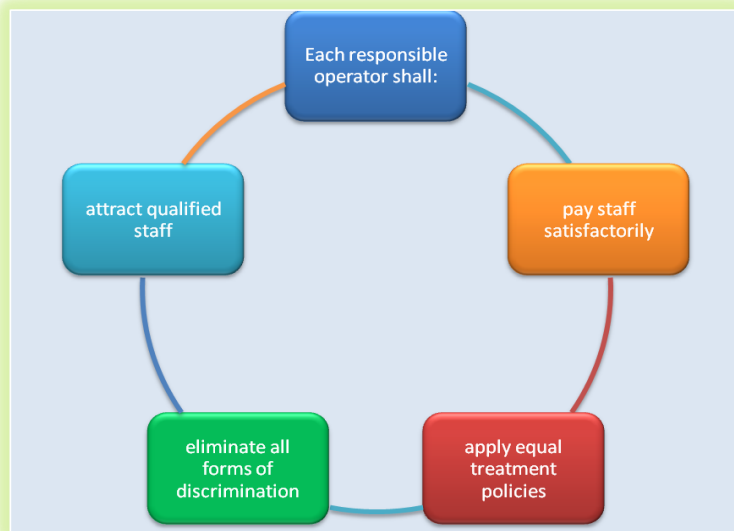 Each responsible
operator shall:
pay staff
satisfactorily
apply equal
treatment
policies
eliminate all
forms of
discrimination
attract qualified
staff